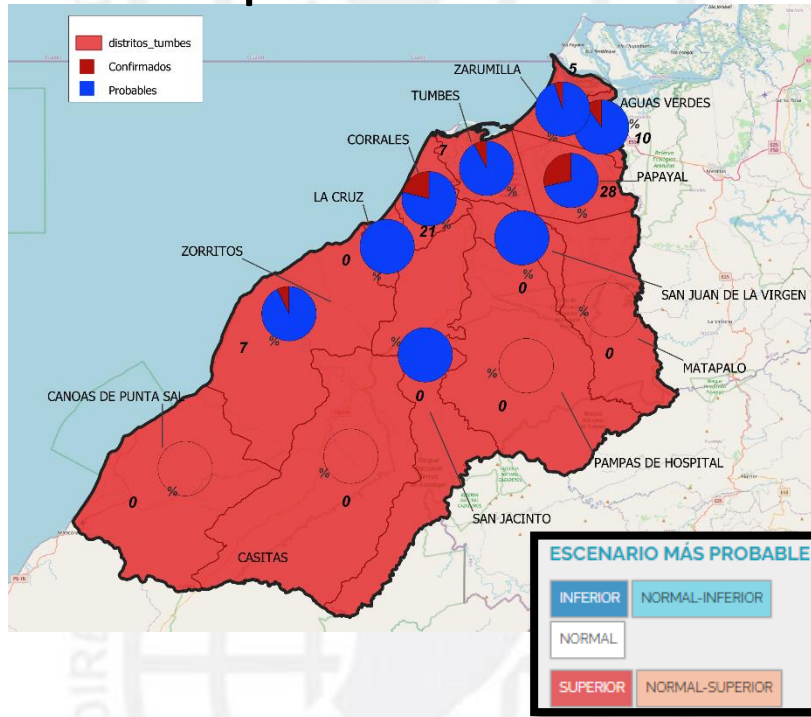 distritos_tumbes
Confirmados
Probables
ZARUMILLA
5
TUMBES
AGUAS VERDES
%
10
%
CORRALES
7
PAPAYAL
28
%
%
LA CRUZ
21
%
0
%
ZORRITOS
%
0
SAN JUAN DE LA VIRGEN
%
0
MATAPALO
7
%
%
0
%
0
CANOAS DE PUNTA SAL
%
0
%
0
PAMPAS DE HOSPITAL
SAN JACINTO
CASITAS
ESCENARIO MÁS PROBABLE
INFERIOR NORMAL-INFERIOR
NORMAL
SUPERIOR NORMAL-SUPERIOR